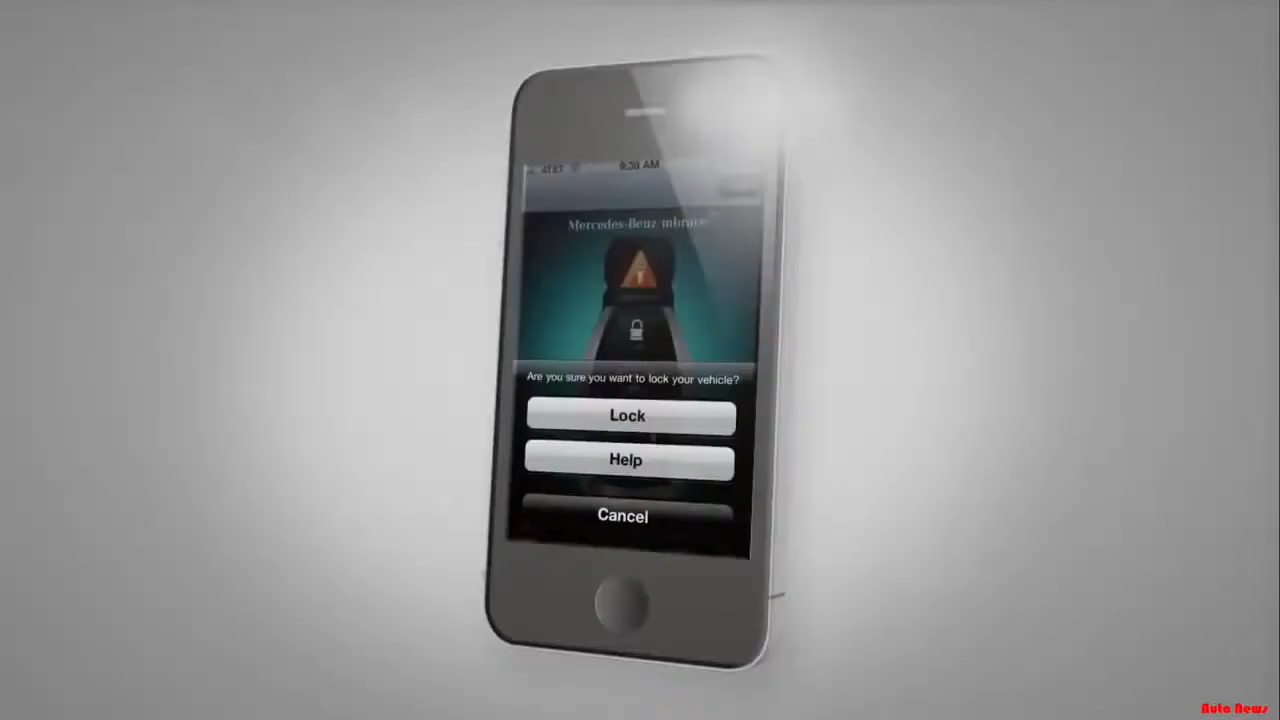 AT&T 9:38 AM
Mercedes-Benz mbrace
Are you sure you want to lock your vehicle?
Lock
Help
Cancel
Auto News